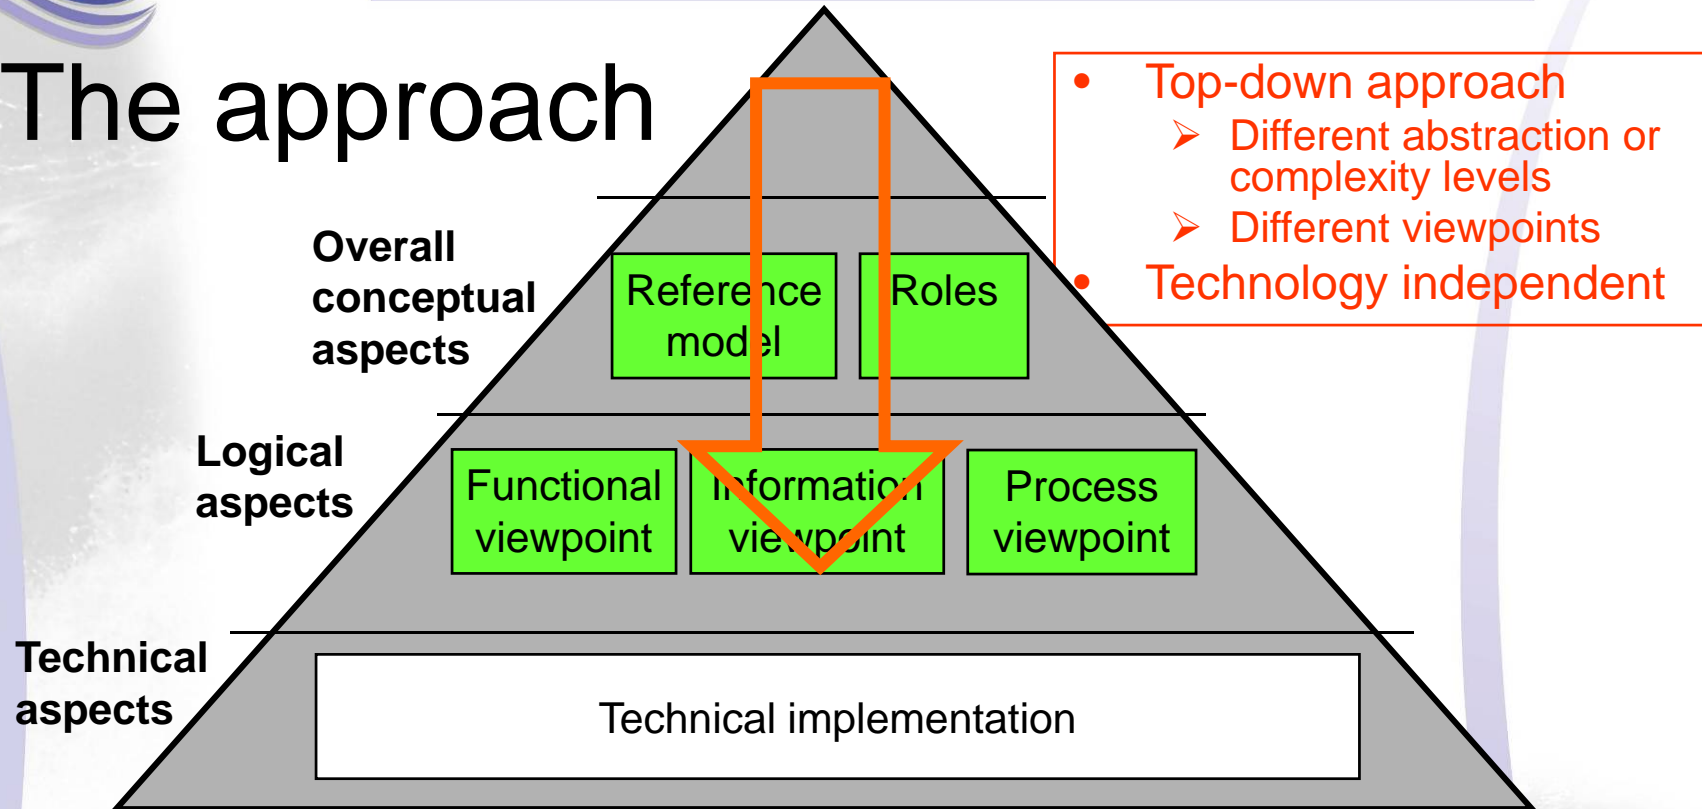 The approach
• Top-down approach
➢ Different abstraction or
complexity levels
➢ Different viewpoints
• Technology independent
Overall
conceptual
aspects
Reference
model
Roles
Logical
aspects
Functional
viewpoint
Information
viewpoint
Process
viewpoint
Technical
aspects
Technical implementation